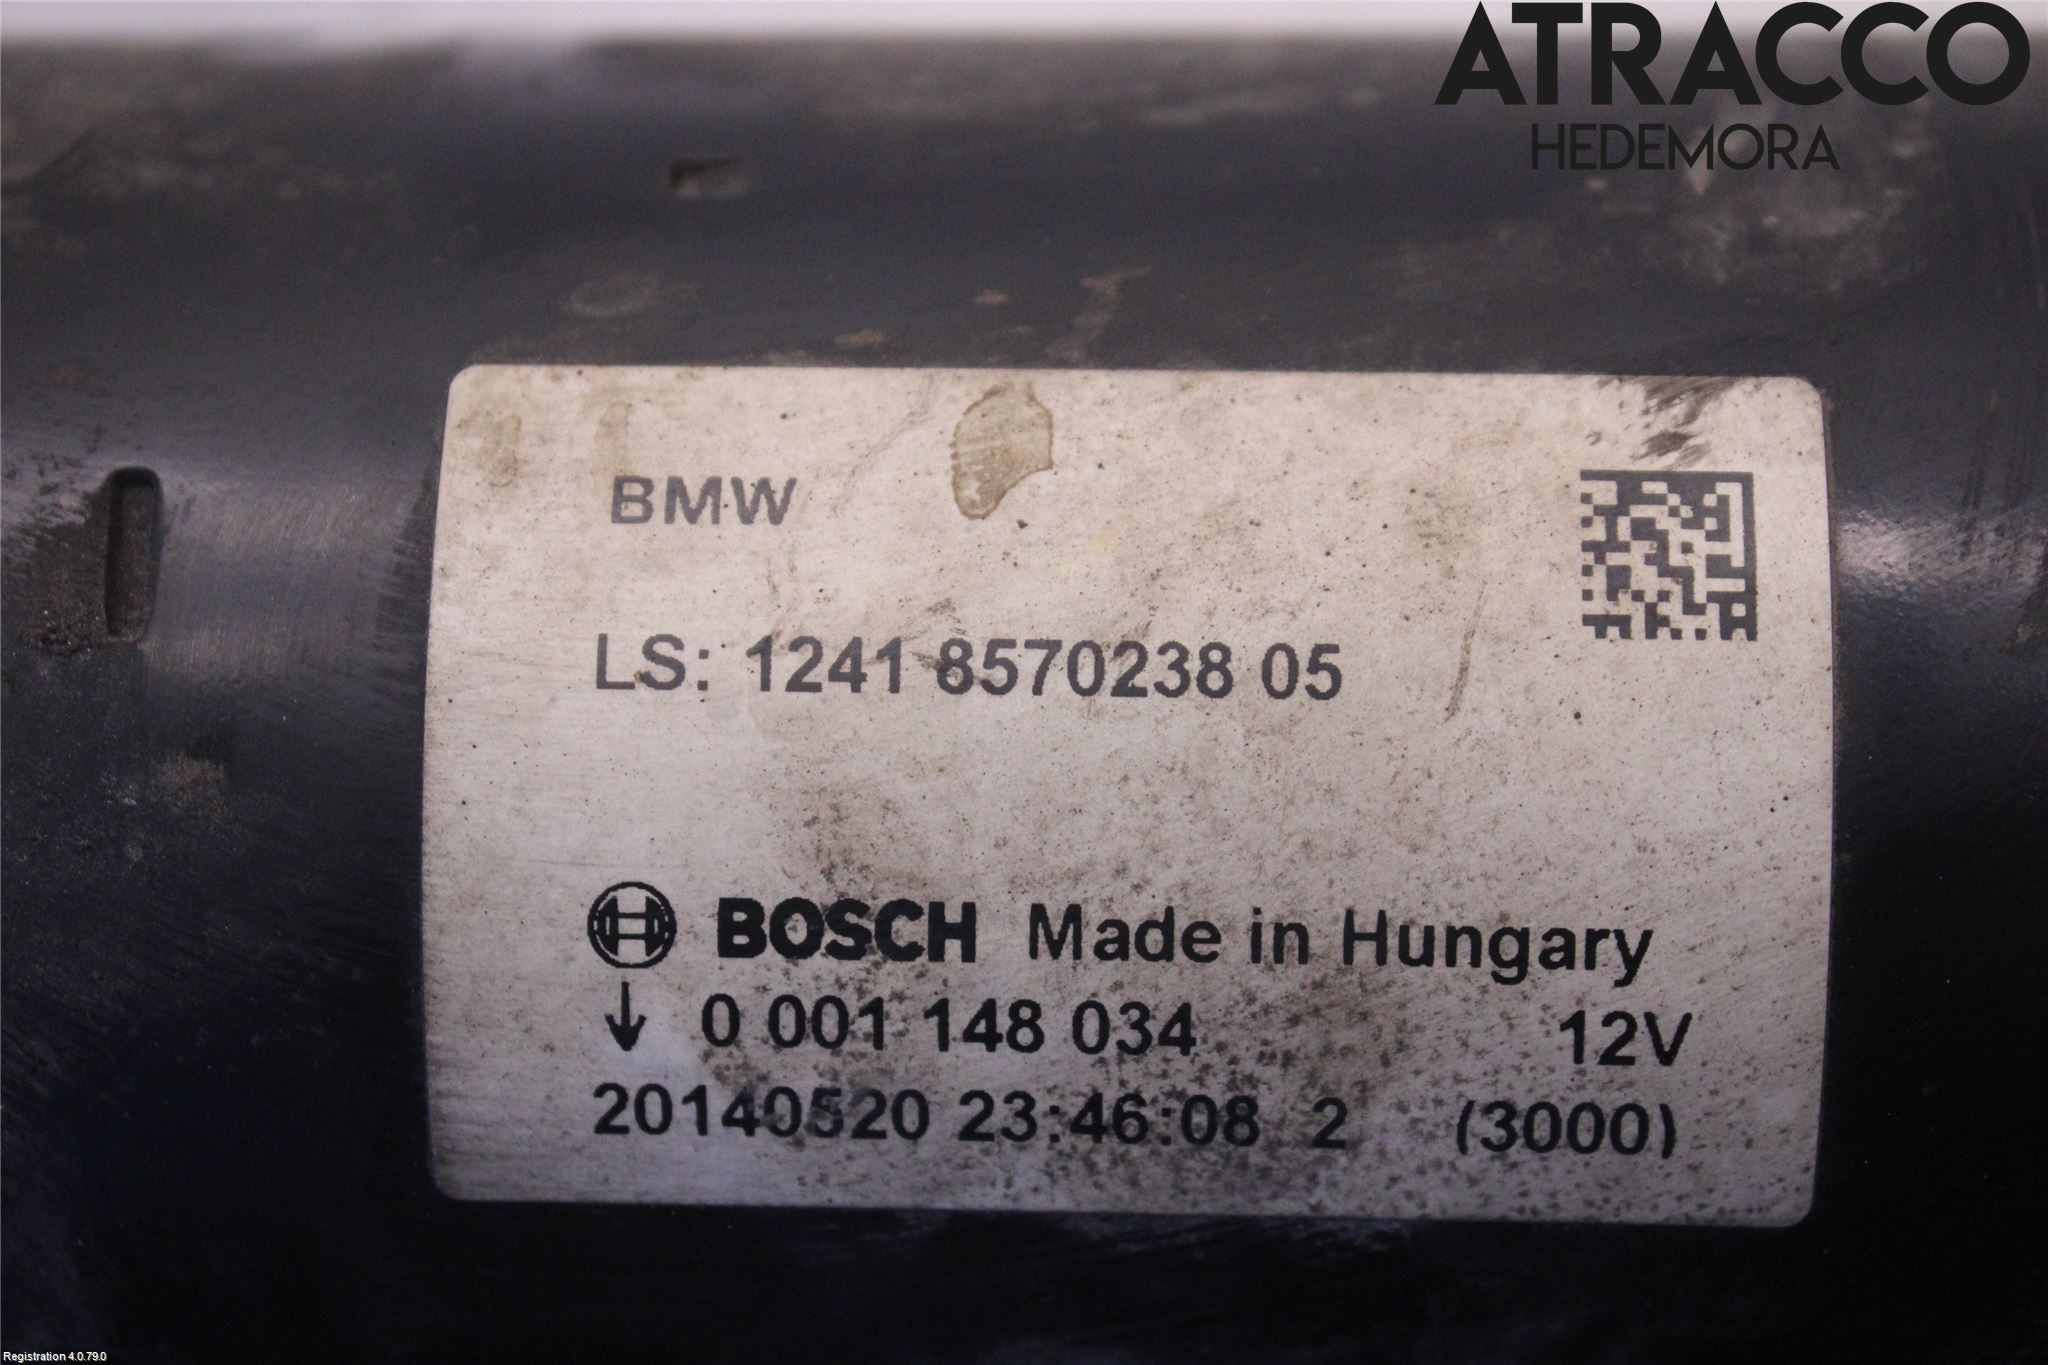 ATRACCO
HEDEMORA
BMW
LS: 1241 8570238 05
BOSCH Made in Hungary
↓ 0 001 148 034 12V
20140520 23:46:08 2 (3000)
Registration 4.0.79.0